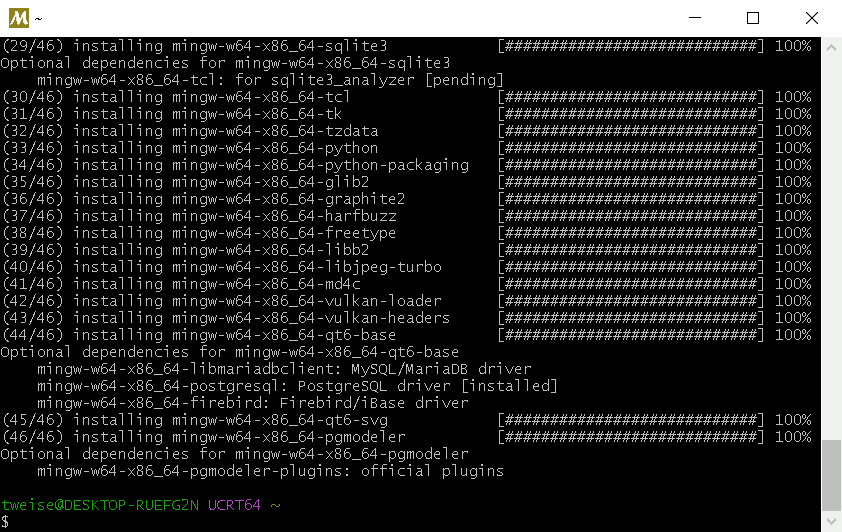 M ~
(29/46) installing mingw-w64-x86_64-sqlite3 [############################] 100%
Optional dependencies for mingw-w64-x86_64-sqlite3
    mingw-w64-x86_64-tcl: for sqlite3_analyzer [pending]
(30/46) installing mingw-w64-x86_64-tcl [############################] 100%
(31/46) installing mingw-w64-x86_64-tk [############################] 100%
(32/46) installing mingw-w64-x86_64-tzdata [############################] 100%
(33/46) installing mingw-w64-x86_64-python [############################] 100%
(34/46) installing mingw-w64-x86_64-python-packaging [############################] 100%
(35/46) installing mingw-w64-x86_64-glib2 [############################] 100%
(36/46) installing mingw-w64-x86_64-graphite2 [############################] 100%
(37/46) installing mingw-w64-x86_64-harfbuzz [############################] 100%
(38/46) installing mingw-w64-x86_64-freetype [############################] 100%
(39/46) installing mingw-w64-x86_64-libb2 [############################] 100%
(40/46) installing mingw-w64-x86_64-libjpeg-turbo [############################] 100%
(41/46) installing mingw-w64-x86_64-md4c [############################] 100%
(42/46) installing mingw-w64-x86_64-vulkan-loader [############################] 100%
(43/46) installing mingw-w64-x86_64-vulkan-headers [############################] 100%
(44/46) installing mingw-w64-x86_64-qt6-base [############################] 100%
Optional dependencies for mingw-w64-x86_64-qt6-base
    mingw-w64-x86_64-libmariadbclient: MySQL/MariaDB driver
    mingw-w64-x86_64-postgresql: PostgreSQL driver [installed]
    mingw-w64-x86_64-firebird: Firebird/iBase driver
(45/46) installing mingw-w64-x86_64-qt6-svg [############################] 100%
(46/46) installing mingw-w64-x86_64-pgmodeler [############################] 100%
Optional dependencies for mingw-w64-x86_64-pgmodeler
    mingw-w64-x86_64-pgmodeler-plugins: official plugins
tweise@DESKTOP-RUEFG2N UCRT64 ~
$